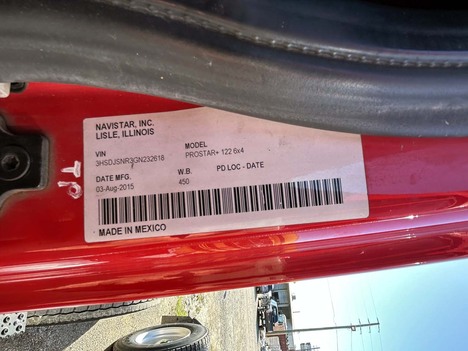 NAVISTAR, INC.
LISLE, ILLINOIS
VIN MODEL
3HSDJSNR3GN232618 PROSTAR+ 122 6x4
DATE MFG. W.B. PD LOC - DATE
03-Aug-2015 450
MADE IN MEXICO